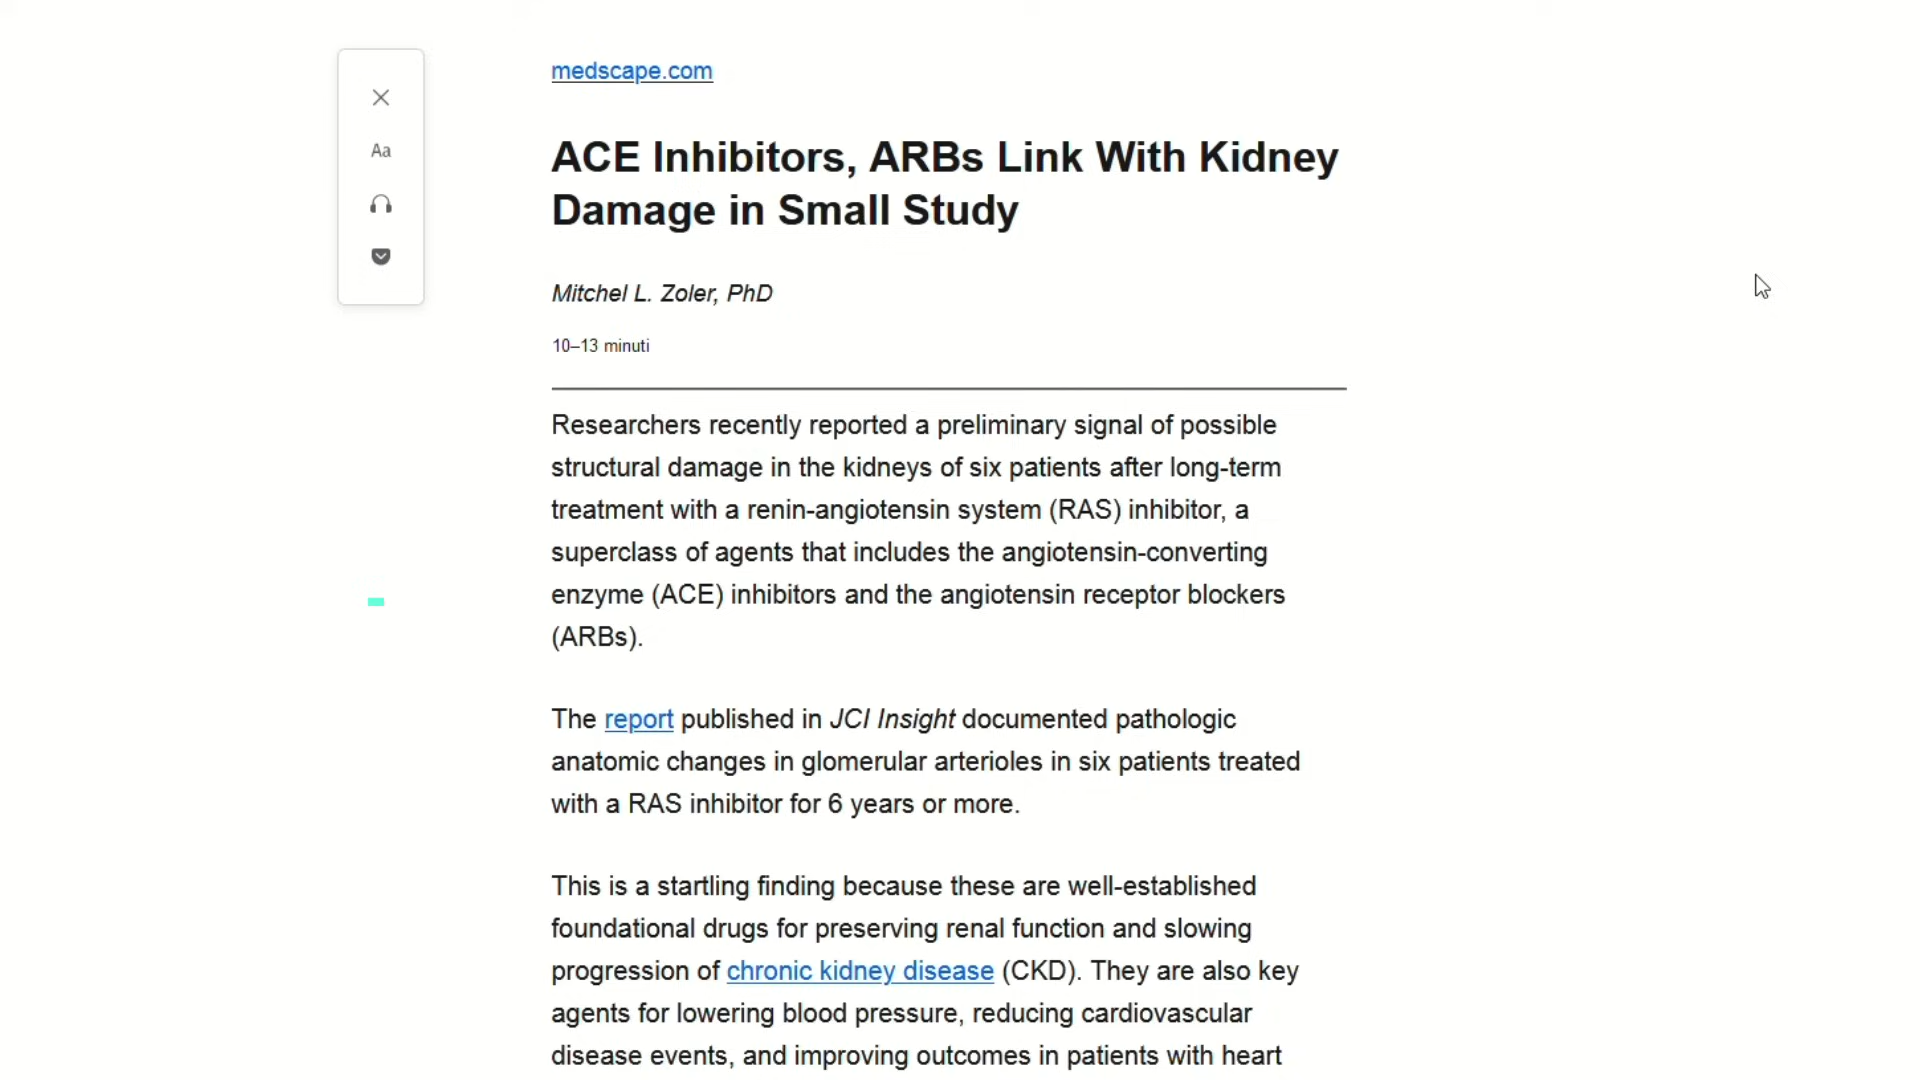 medscape.com
Aa
ACE Inhibitors, ARBs Link With Kidney
Damage in Small Study
Mitchel L. Zoler, PhD
10–13 minuti
Researchers recently reported a preliminary signal of possible
structural damage in the kidneys of six patients after long-term
treatment with a renin-angiotensin system (RAS) inhibitor, a
superclass of agents that includes the angiotensin-converting
enzyme (ACE) inhibitors and the angiotensin receptor blockers
(ARBs).
The report published in JCI Insight documented pathologic
anatomic changes in glomerular arterioles in six patients treated
with a RAS inhibitor for 6 years or more.
This is a startling finding because these are well-established
foundational drugs for preserving renal function and slowing
progression of chronic kidney disease (CKD). They are also key
agents for lowering blood pressure, reducing cardiovascular
disease events, and improving outcomes in patients with heart